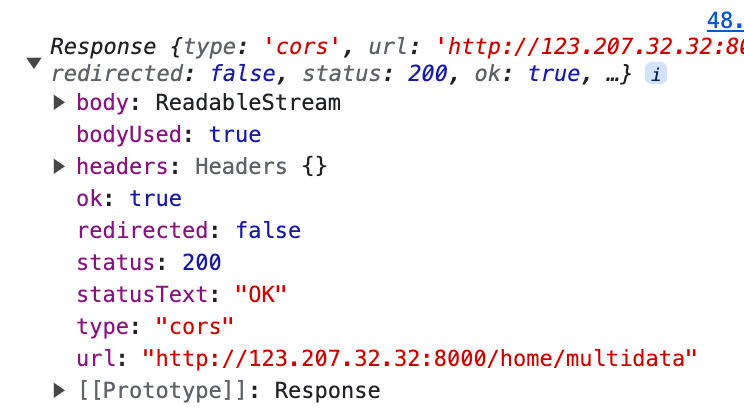 48.
Response {type: 'cors', url: 'http://123.207.32.32:80
redirected: false, status: 200, ok: true, …} i
body: ReadableStream
bodyUsed: true
headers: Headers {}
ok: true
redirected: false
status: 200
statusText: "OK"
type: "cors"
url: "http://123.207.32.32:8000/home/multidata"
[[Prototype]]: Response